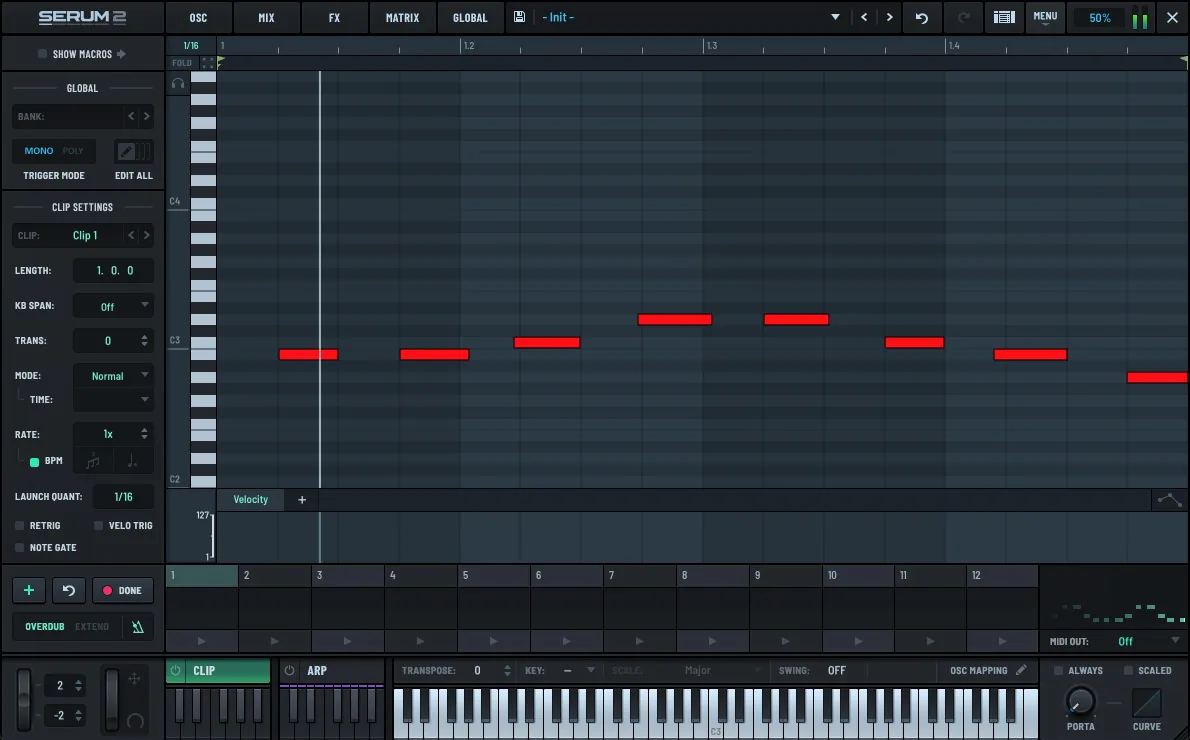 SERUM 2
OSC MIX FX MATRIX GLOBAL - Init - MENU 50%
SHOW MACROS
1/16 1 1.2 1.3 1.4
FOLD
GLOBAL
BANK:
MONO POLY
TRIGGER MODE EDIT ALL
CLIP SETTINGS
C4
CLIP: Clip 1
LENGTH: 1. 0. 0
KB SPAN: Off
TRANS: 0
C3
MODE: Normal
TIME:
RATE: 1x
BPM
C2
LAUNCH QUANT: 1/16
Velocity +
127
RETRIG VELO TRIG
NOTE GATE
1
1 2 3 4 5 6 7 8 9 10 11 12
+ DONE
OVERDUB EXTEND
MIDI OUT: Off
CLIP ARP TRANSPOSE: 0 KEY: – SCALE: Major SWING: OFF OSC MAPPING ALWAYS SCALED
2
-2
C3
PORTA CURVE